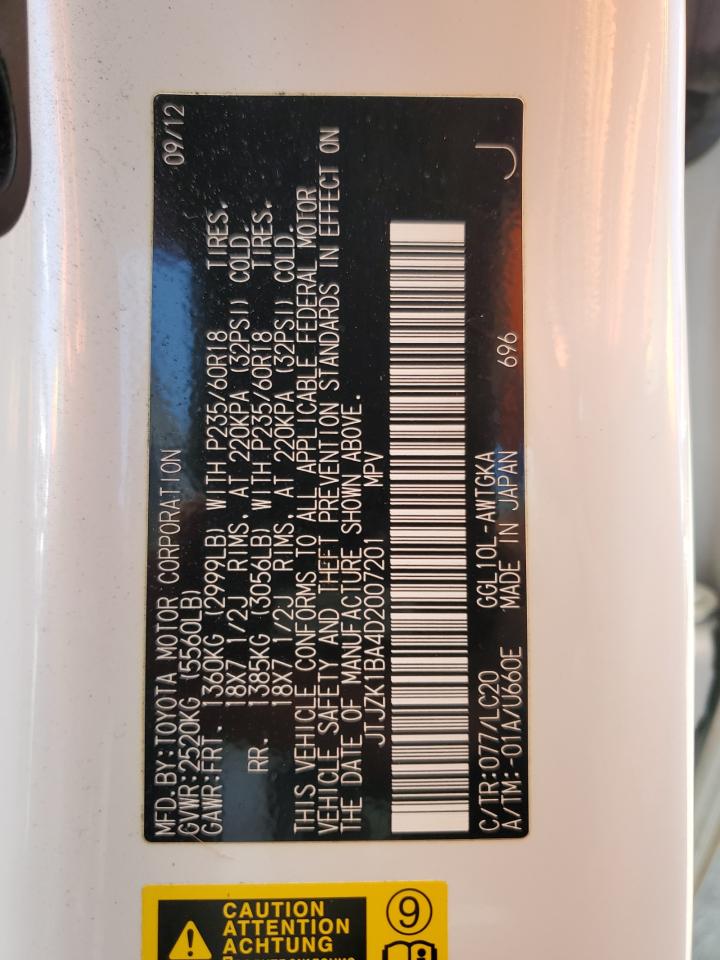 MFD. BY:TOYOTA MOTOR CORPORATION 09/12
GVWR:2520KG (5560LB)
GAWR:FRT. 1360KG (2999LB) WITH P235/60R18 TIRES,
18X7 1/2J RIMS, AT 220KPA (32PSI) COLD.
RR. 1385KG (3056LB) WITH P235/60R18 TIRES,
18X7 1/2J RIMS, AT 220KPA (32PSI) COLD.
THIS VEHICLE CONFORMS TO ALL APPLICABLE FEDERAL MOTOR
VEHICLE SAFETY AND THEFT PREVENTION STANDARDS IN EFFECT ON
THE DATE OF MANUFACTURE SHOWN ABOVE.
JTJZK1BA4D2007201 MPV
C/TR:077/LC20 GGL10L-AWTGKA
A/TM:-01A/U660E MADE IN JAPAN 696 J
CAUTION
ATTENTION
ACHTUNG
9